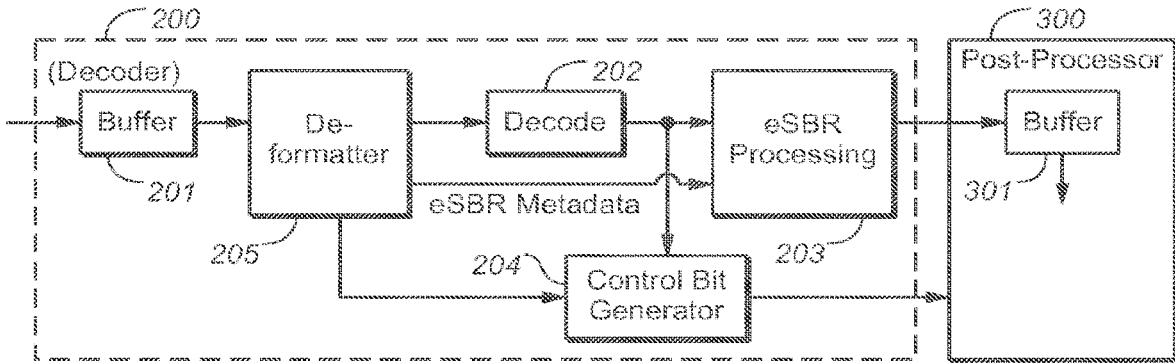 200
300
(Decoder)
Post-Processor
202
Buffer
De-
formatter
Decode
eSBR
Processing
Buffer
201
301
eSBR Metadata
205
204
203
Control Bit
Generator